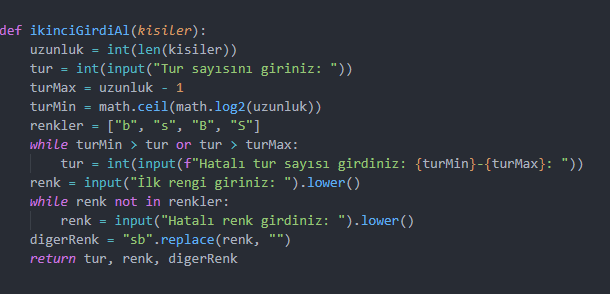 def ikinciGirdiAl(kisiler):
    uzunluk = int(len(kisiler))
    tur = int(input("Tur sayısını giriniz: "))
    turMax = uzunluk - 1
    turMin = math.ceil(math.log2(uzunluk))
    renkler = ["b", "s", "B", "S"]
    while turMin > tur or tur > turMax:
        tur = int(input(f"Hatalı tur sayısı girdiniz: {turMin}-{turMax}: "))
    renk = input("İlk rengi giriniz: ").lower()
    while renk not in renkler:
        renk = input("Hatalı renk girdiniz: ").lower()
    digerRenk = "sb".replace(renk, "")
    return tur, renk, digerRenk